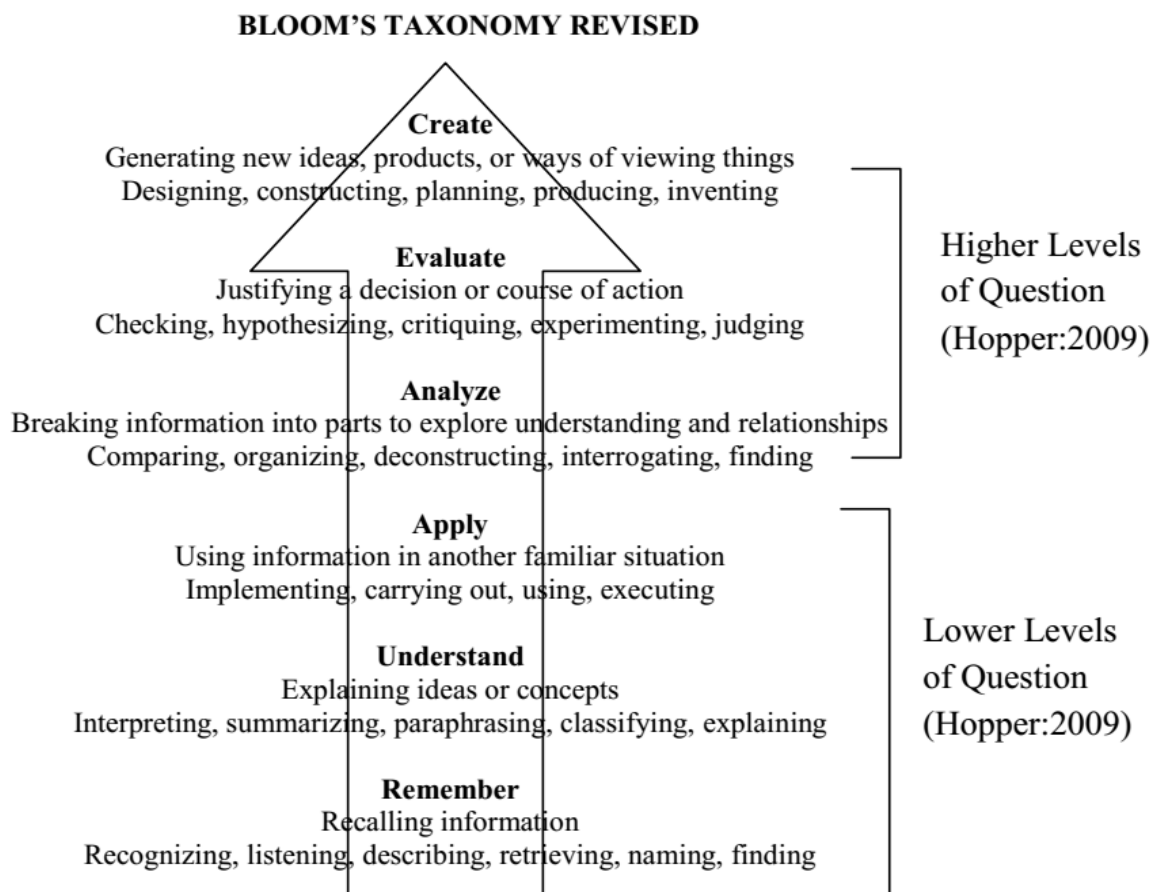 BLOOM'S TAXONOMY REVISED
Create
Generating new ideas, products, or ways of viewing things
Designing, constructing, planning, producing, inventing
Evaluate
Justifying a decision or course of action
Checking, hypothesizing, critiquing, experimenting, judging
Analyze
Breaking information into parts to explore understanding and relationships
Comparing, organizing, deconstructing, interrogating, finding
Higher Levels
of Question
(Hopper:2009)
Apply
Using information in another familiar situation
Implementing, carrying out, using, executing
Understand
Explaining ideas or concepts
Interpreting, summarizing, paraphrasing, classifying, explaining
Remember
Recalling information
Recognizing, listening, describing, retrieving, naming, finding
Lower Levels
of Question
(Hopper:2009)